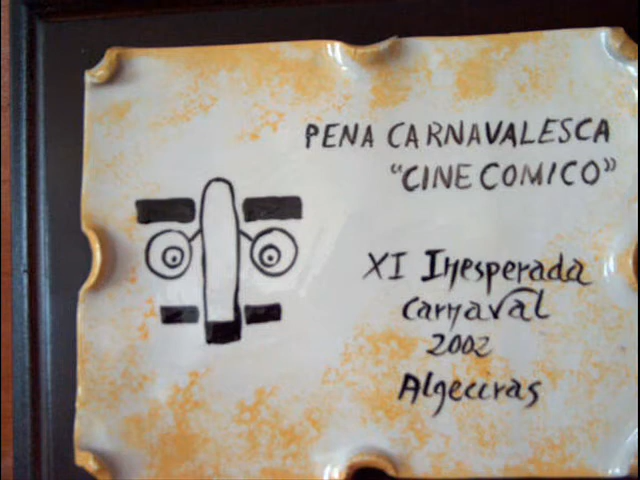 PENA CARNAVALESCA
"CINE COMICO"
XI Inesperada
Carnaval
2002
Algeciras